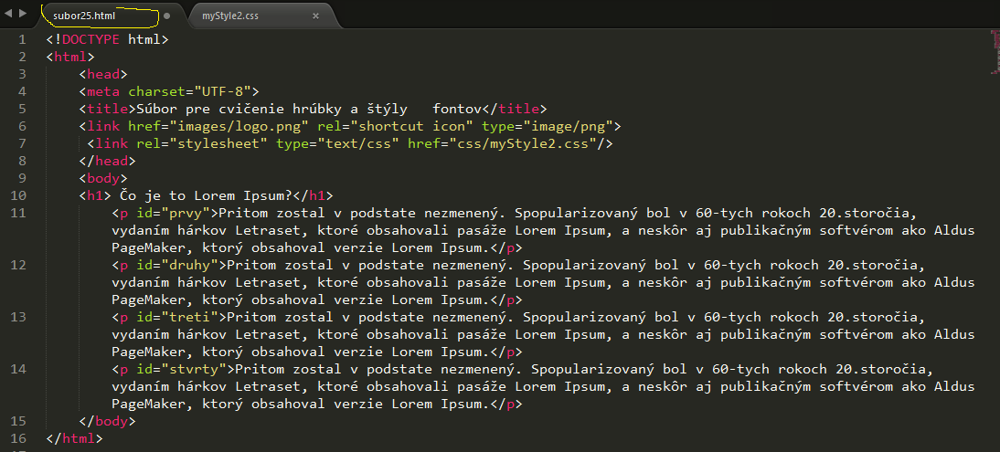 subor25.html myStyle2.css ×
1 <!DOCTYPE html>
2 <html>
3 <head>
4 <meta charset="UTF-8">
5 <title>Súbor pre cvičenie hrúbky a štýly   fontov</title>
6 <link href="images/logo.png" rel="shortcut icon" type="image/png">
7 <link rel="stylesheet" type="text/css" href="css/myStyle2.css"/>
8 </head>
9 <body>
10 <h1> Čo je to Lorem Ipsum?</h1>
11 <p id="prvy">Pritom zostal v podstate nezmenený. Spopularizovaný bol v 60-tych rokoch 20.storočia,
vydaním hárkov Letraset, ktoré obsahovali pasáže Lorem Ipsum, a neskôr aj publikačným softvérom ako Aldus
PageMaker, ktorý obsahoval verzie Lorem Ipsum.</p>
12 <p id="druhy">Pritom zostal v podstate nezmenený. Spopularizovaný bol v 60-tych rokoch 20.storočia,
vydaním hárkov Letraset, ktoré obsahovali pasáže Lorem Ipsum, a neskôr aj publikačným softvérom ako Aldus
PageMaker, ktorý obsahoval verzie Lorem Ipsum.</p>
13 <p id="treti">Pritom zostal v podstate nezmenený. Spopularizovaný bol v 60-tych rokoch 20.storočia,
vydaním hárkov Letraset, ktoré obsahovali pasáže Lorem Ipsum, a neskôr aj publikačným softvérom ako Aldus
PageMaker, ktorý obsahoval verzie Lorem Ipsum.</p>
14 <p id="stvrty">Pritom zostal v podstate nezmenený. Spopularizovaný bol v 60-tych rokoch 20.storočia,
vydaním hárkov Letraset, ktoré obsahovali pasáže Lorem Ipsum, a neskôr aj publikačným softvérom ako Aldus
PageMaker, ktorý obsahoval verzie Lorem Ipsum.</p>
15 </body>
16 </html>